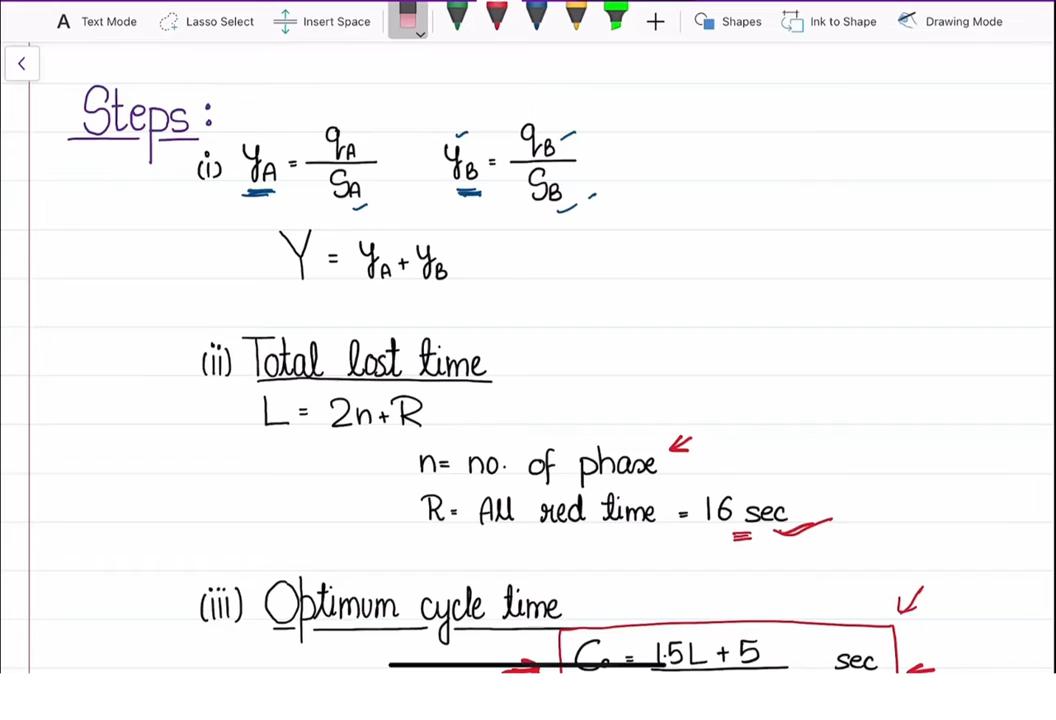 Text Mode Lasso Select Insert Space Shapes Ink to Shape Drawing Mode
Steps:
(i) yA = qA/SA yB = qB/SB
Y = yA + yB
(ii) Total lost time
L = 2n+R
n= no. of phase
R= All red time = 16 sec
(iii) Optimum cycle time
C₀ = 1.5L + 5 sec